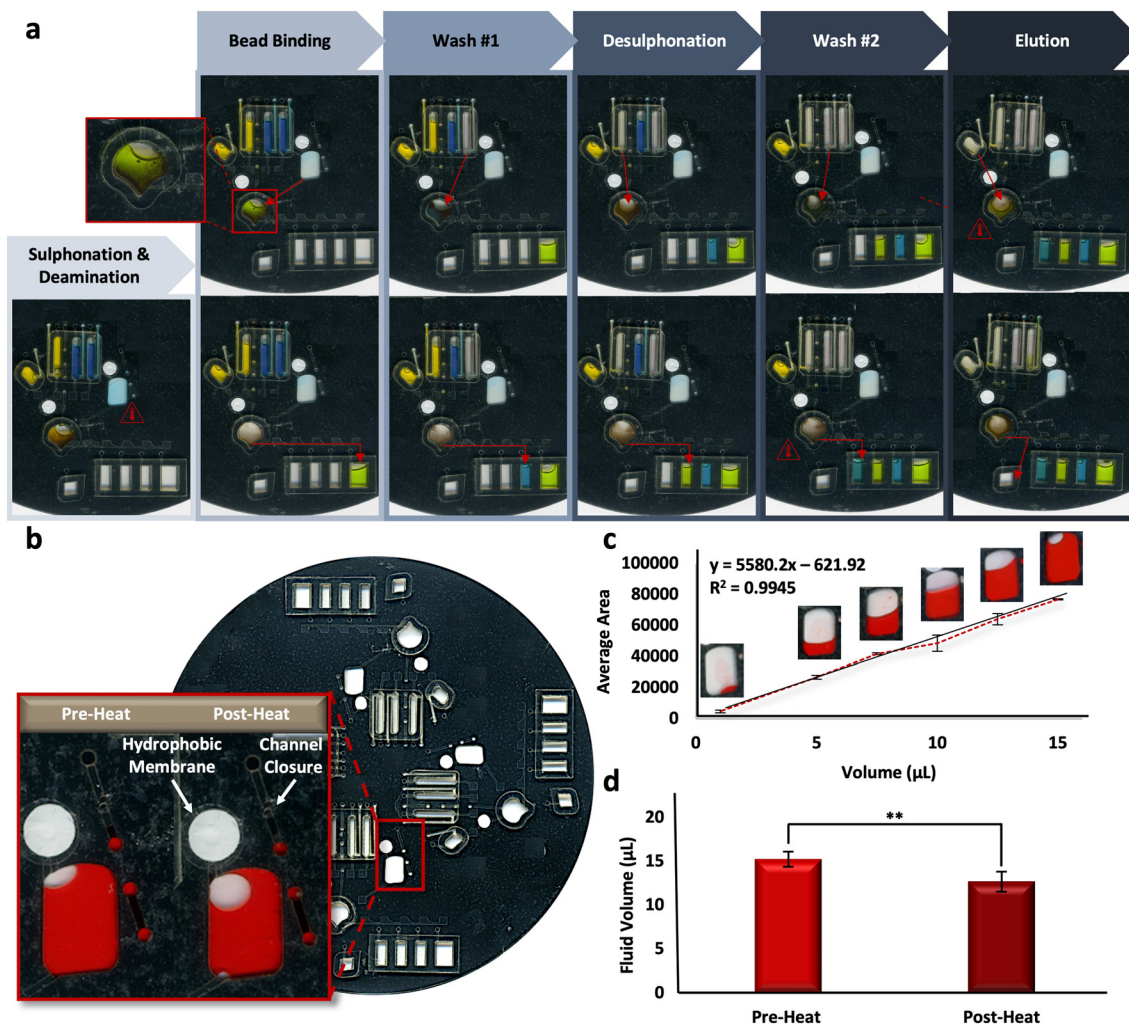 a
Bead Binding
Wash #1
Desulphonation
Wash #2
Elution
Sulphonation &
Deamination
b
Pre-Heat
Post-Heat
Hydrophobic
Membrane
Channel
Closure
c
y = 5580.2x – 621.92
R² = 0.9945
Average Area
100000
80000
60000
40000
20000
0
0
5
10
15
Volume (µL)
d
**
Fluid Volume (µL)
20
15
10
5
0
Pre-Heat
Post-Heat